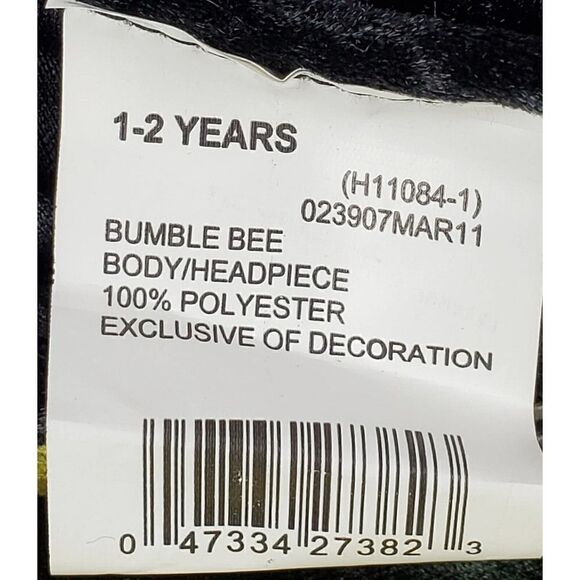 1-2 YEARS
(H11084-1)
023907MAR11
BUMBLE BEE
BODY/HEADPIECE
100% POLYESTER
EXCLUSIVE OF DECORATION
0 47334 27382 3